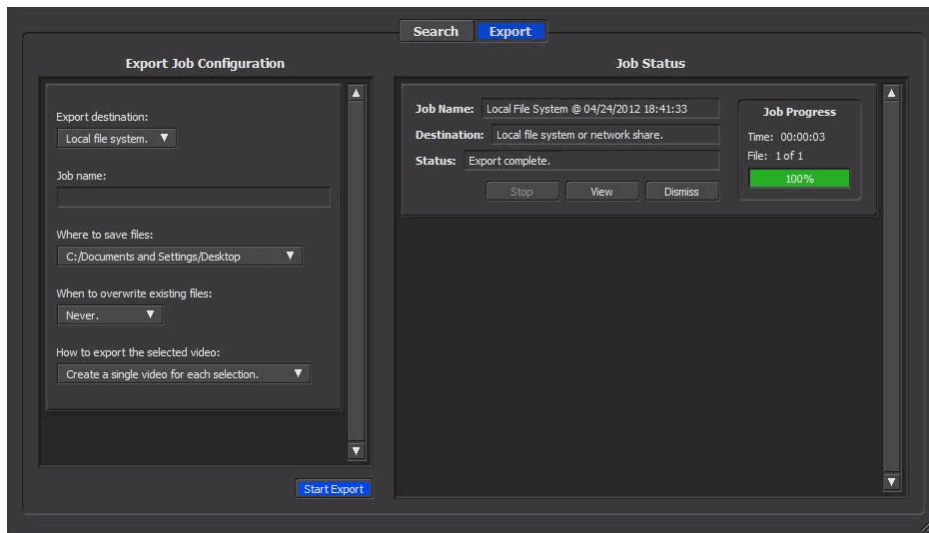 Search Export
Export Job Configuration
Export destination:
Local file system.
Job name:
Where to save files:
C:/Documents and Settings/Desktop
When to overwrite existing files:
Never.
How to export the selected video:
Create a single video for each selection.
Start Export
Job Status
Job Name: Local File System @ 04/24/2012 18:41:33
Destination: Local file system or network share.
Status: Export complete.
Stop View Dismiss
Job Progress
Time: 00:00:03
File: 1 of 1
100%